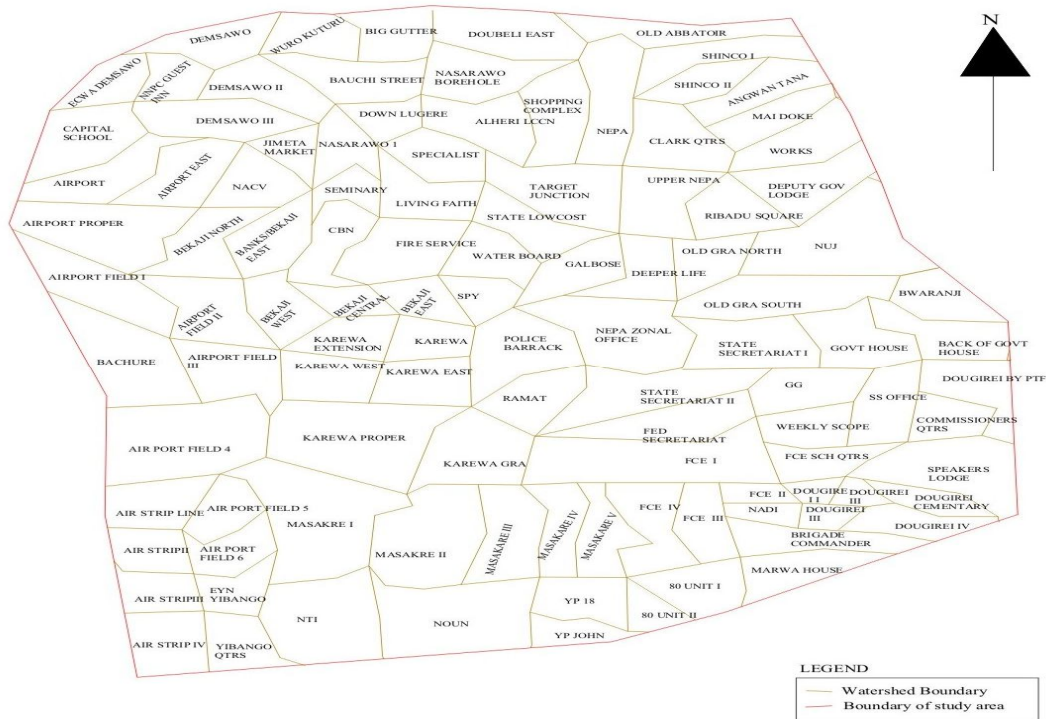 DEMSAWO
WURO KUTURU
BIG GUTTER
DOUBELI EAST
OLD ABBATOIR
N
ECWA DEMSAWO
NNPC GUEST
INN
DEMSAWO II
BAUCHI STREET
NASARAWO
BOREHOLE
SHINCO I
SHINCO II
ANGWAN TANA
CAPITAL
SCHOOL
DEMSAWO III
DOWN LUGERE
ALHERI LCCN
SHOPPING
COMPLEX
NEPA
MAI DOKE
CLARK QTRS
WORKS
JIMETA
MARKET
NASARAWO 1
SPECIALIST
AIRPORT
AIRPORT EAST
NACV
SEMINARY
LIVING FAITH
TARGET
JUNCTION
UPPER NEPA
DEPUTY GOV
LODGE
STATE LOWCOST
RIBADU SQUARE
AIRPORT PROPER
BEKAJI NORTH
BANKS/BEKAJI
EAST
CBN
FIRE SERVICE
WATER BOARD
GALBOSE
DEEPER LIFE
OLD GRA NORTH
NUJ
AIRPORT FIELD I
AIRPORT
FIELD II
BEKAJI
WEST
BEKAJI
CENTRAL
BEKAJI
EAST
SPY
OLD GRA SOUTH
BWARANJI
BACHURE
AIRPORT FIELD
III
KAREWA
EXTENSION
KAREWA
POLICE
BARRACK
NEPA ZONAL
OFFICE
STATE
SECRETARIAT I
GOVT HOUSE
BACK OF GOVT
HOUSE
KAREWA WEST
KAREWA EAST
DOUGIREI BY PTF
RAMAT
STATE
SECRETARIAT II
GG
SS OFFICE
COMMISSIONERS
QTRS
AIR PORT FIELD 4
KAREWA PROPER
KAREWA GRA
FED
SECRETARIAT
WEEKLY SCOPE
FCE I
FCE SCH QTRS
SPEAKERS
LODGE
AIR STRIP LINE
AIR PORT FIELD 5
MASAKRE I
MASAKARE III
MASAKARE IV
MASAKARE V
FCE IV
FCE III
FCE II
NADI
DOUGIRE
I I
DOUGIREI
III
DOUGIREI
III
DOUGIREI
CEMENTARY
DOUGIREI IV
AIR STRIPII
AIR PORT
FIELD 6
MASAKRE II
BRIGADE
COMMANDER
MARWA HOUSE
AIR STRIPIII
EYN
YIBANGO
NTI
NOUN
YP 18
80 UNIT I
80 UNIT II
YP JOHN
AIR STRIP IV
YIBANGO
QTRS
LEGEND
Watershed Boundary
Boundary of study area